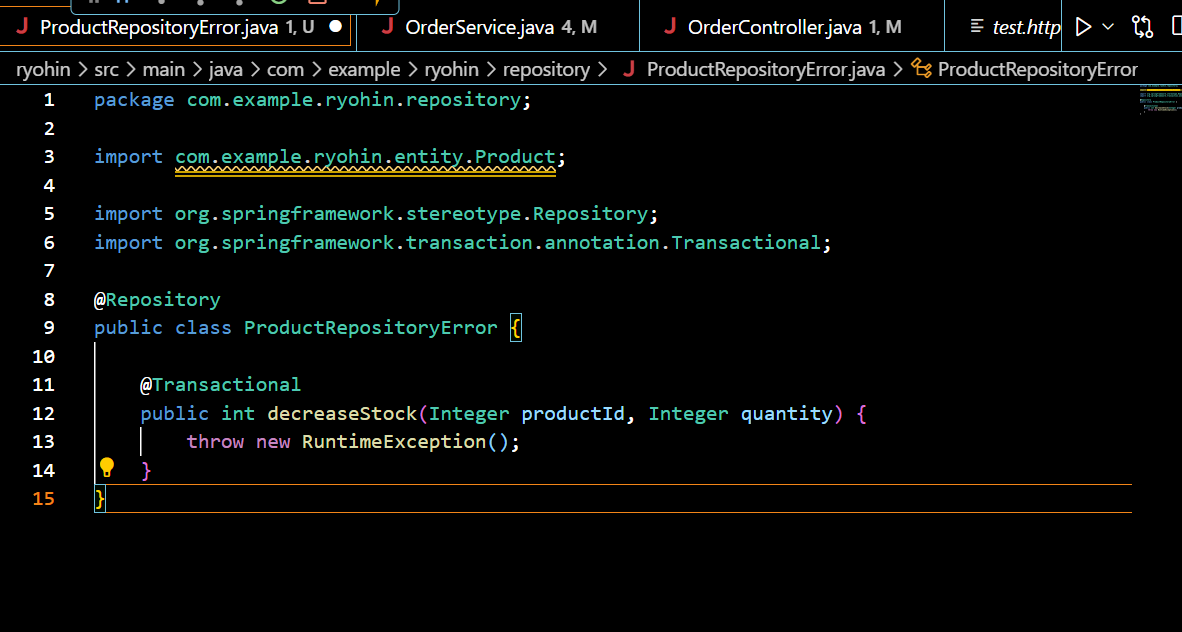 ProductRepositoryError.java 1, U OrderService.java 4, M OrderController.java 1, M test.http
ryohin > src > main > java > com > example > ryohin > repository > ProductRepositoryError.java > ProductRepositoryError
1 package com.example.ryohin.repository;
2
3 import com.example.ryohin.entity.Product;
4
5 import org.springframework.stereotype.Repository;
6 import org.springframework.transaction.annotation.Transactional;
7
8 @Repository
9 public class ProductRepositoryError {
10
11 @Transactional
12 public int decreaseStock(Integer productId, Integer quantity) {
13 throw new RuntimeException();
14 }
15 }